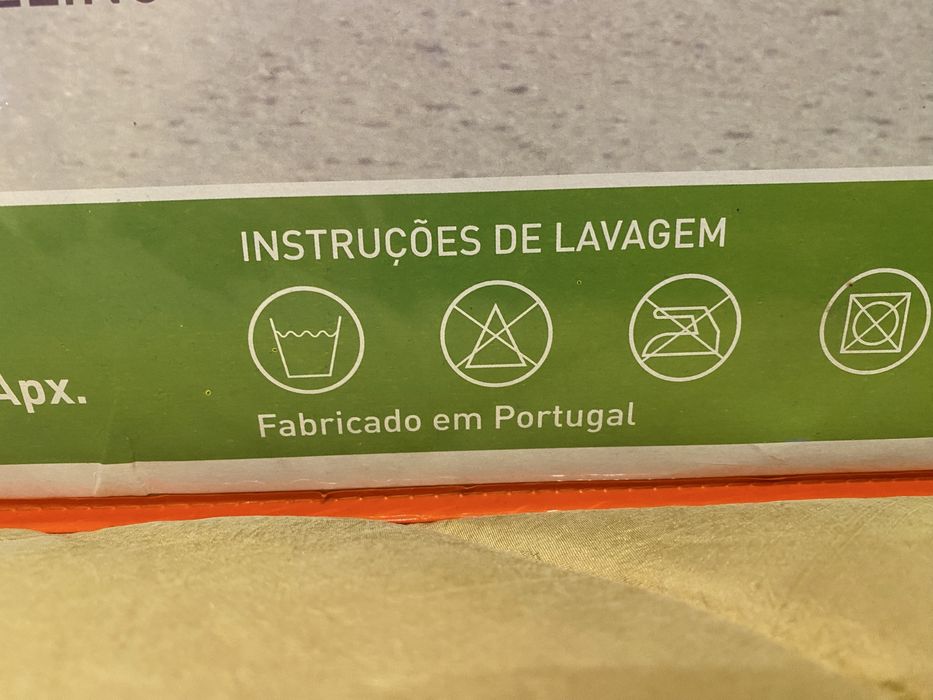 INSTRUÇÕES DE LAVAGEM
Apx.
Fabricado em Portugal